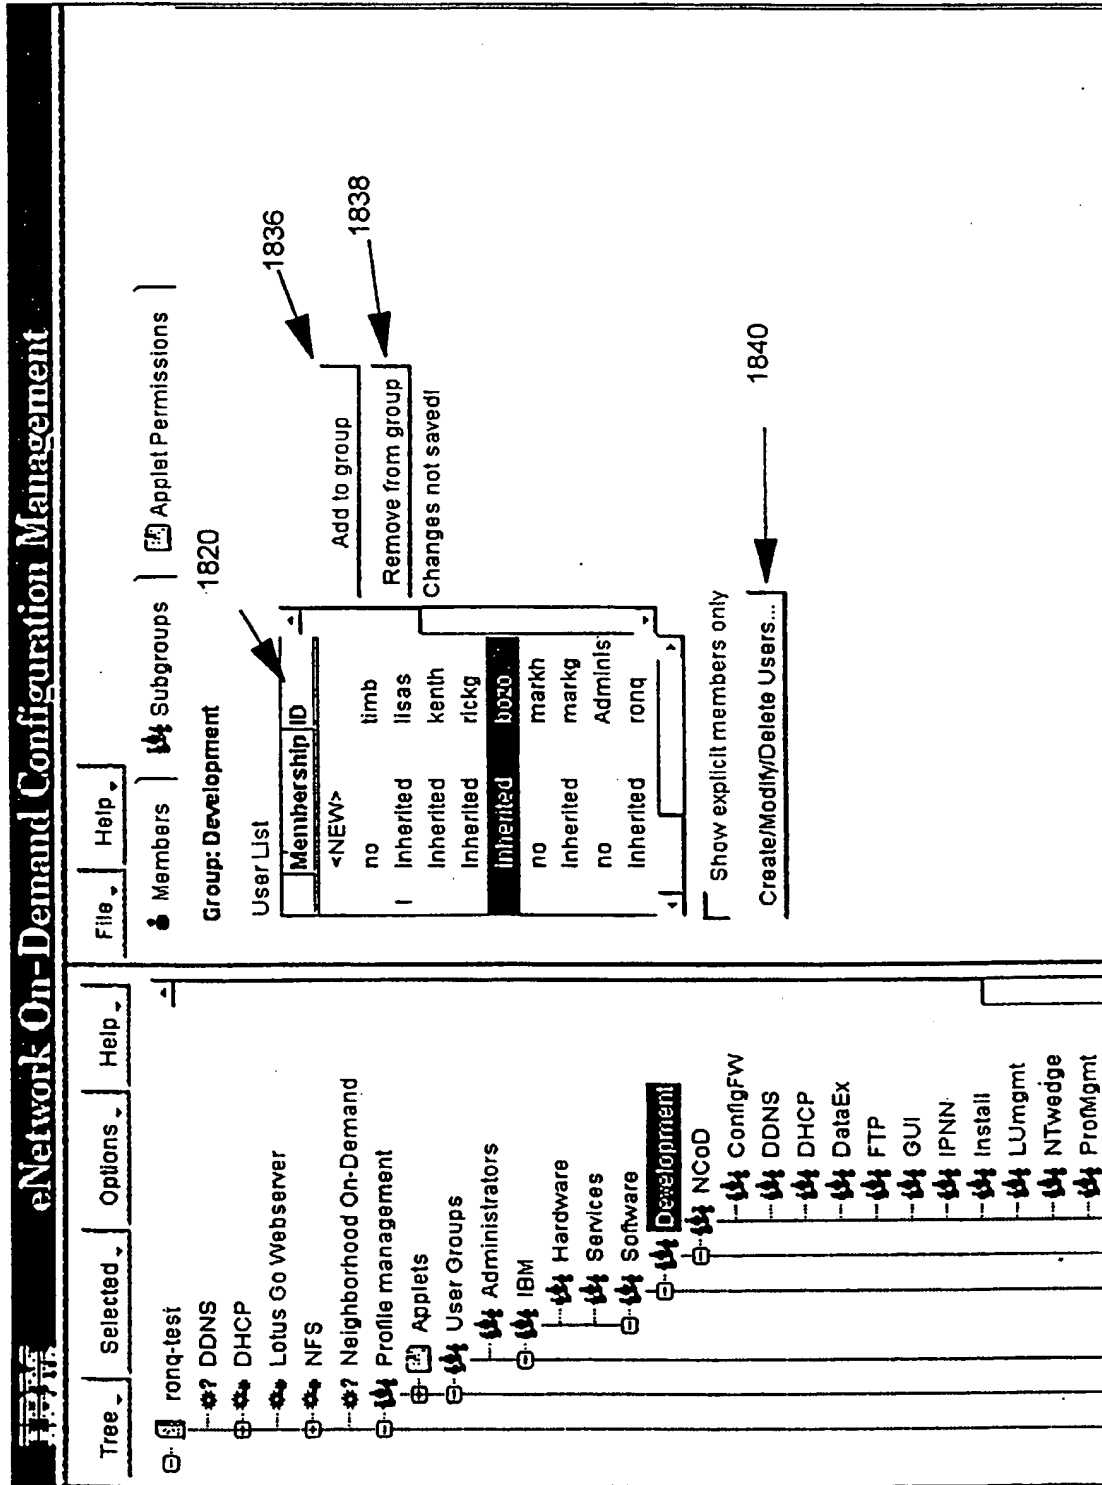 IBM
eNetwork On-Demand Configuration Management
Tree Selected Options Help
ronq-test
? DDNS
DHCP
Lotus Go Webserver
NFS
? Neighborhood On-Demand
Profile management
Applets
User Groups
Administrators
IBM
Hardware
Services
Software
Development
NCoD
ConfigFW
DDNS
DHCP
DataEx
FTP
GUI
IPNN
Install
LUmgmt
NTwedge
ProfMgmt
File Help
Members Subgroups Applet Permissions
Group: Development
1820
User List
Membership ID
<NEW>
no timb
Inherited lisas
Inherited kenth
Inherited rickg
Inherited bozo
no markh
Inherited markg
no Adminis
Inherited ronq
Add to group
1836
Remove from group
1838
Changes not saved!
Show explicit members only
Create/Modify/Delete Users...
1840